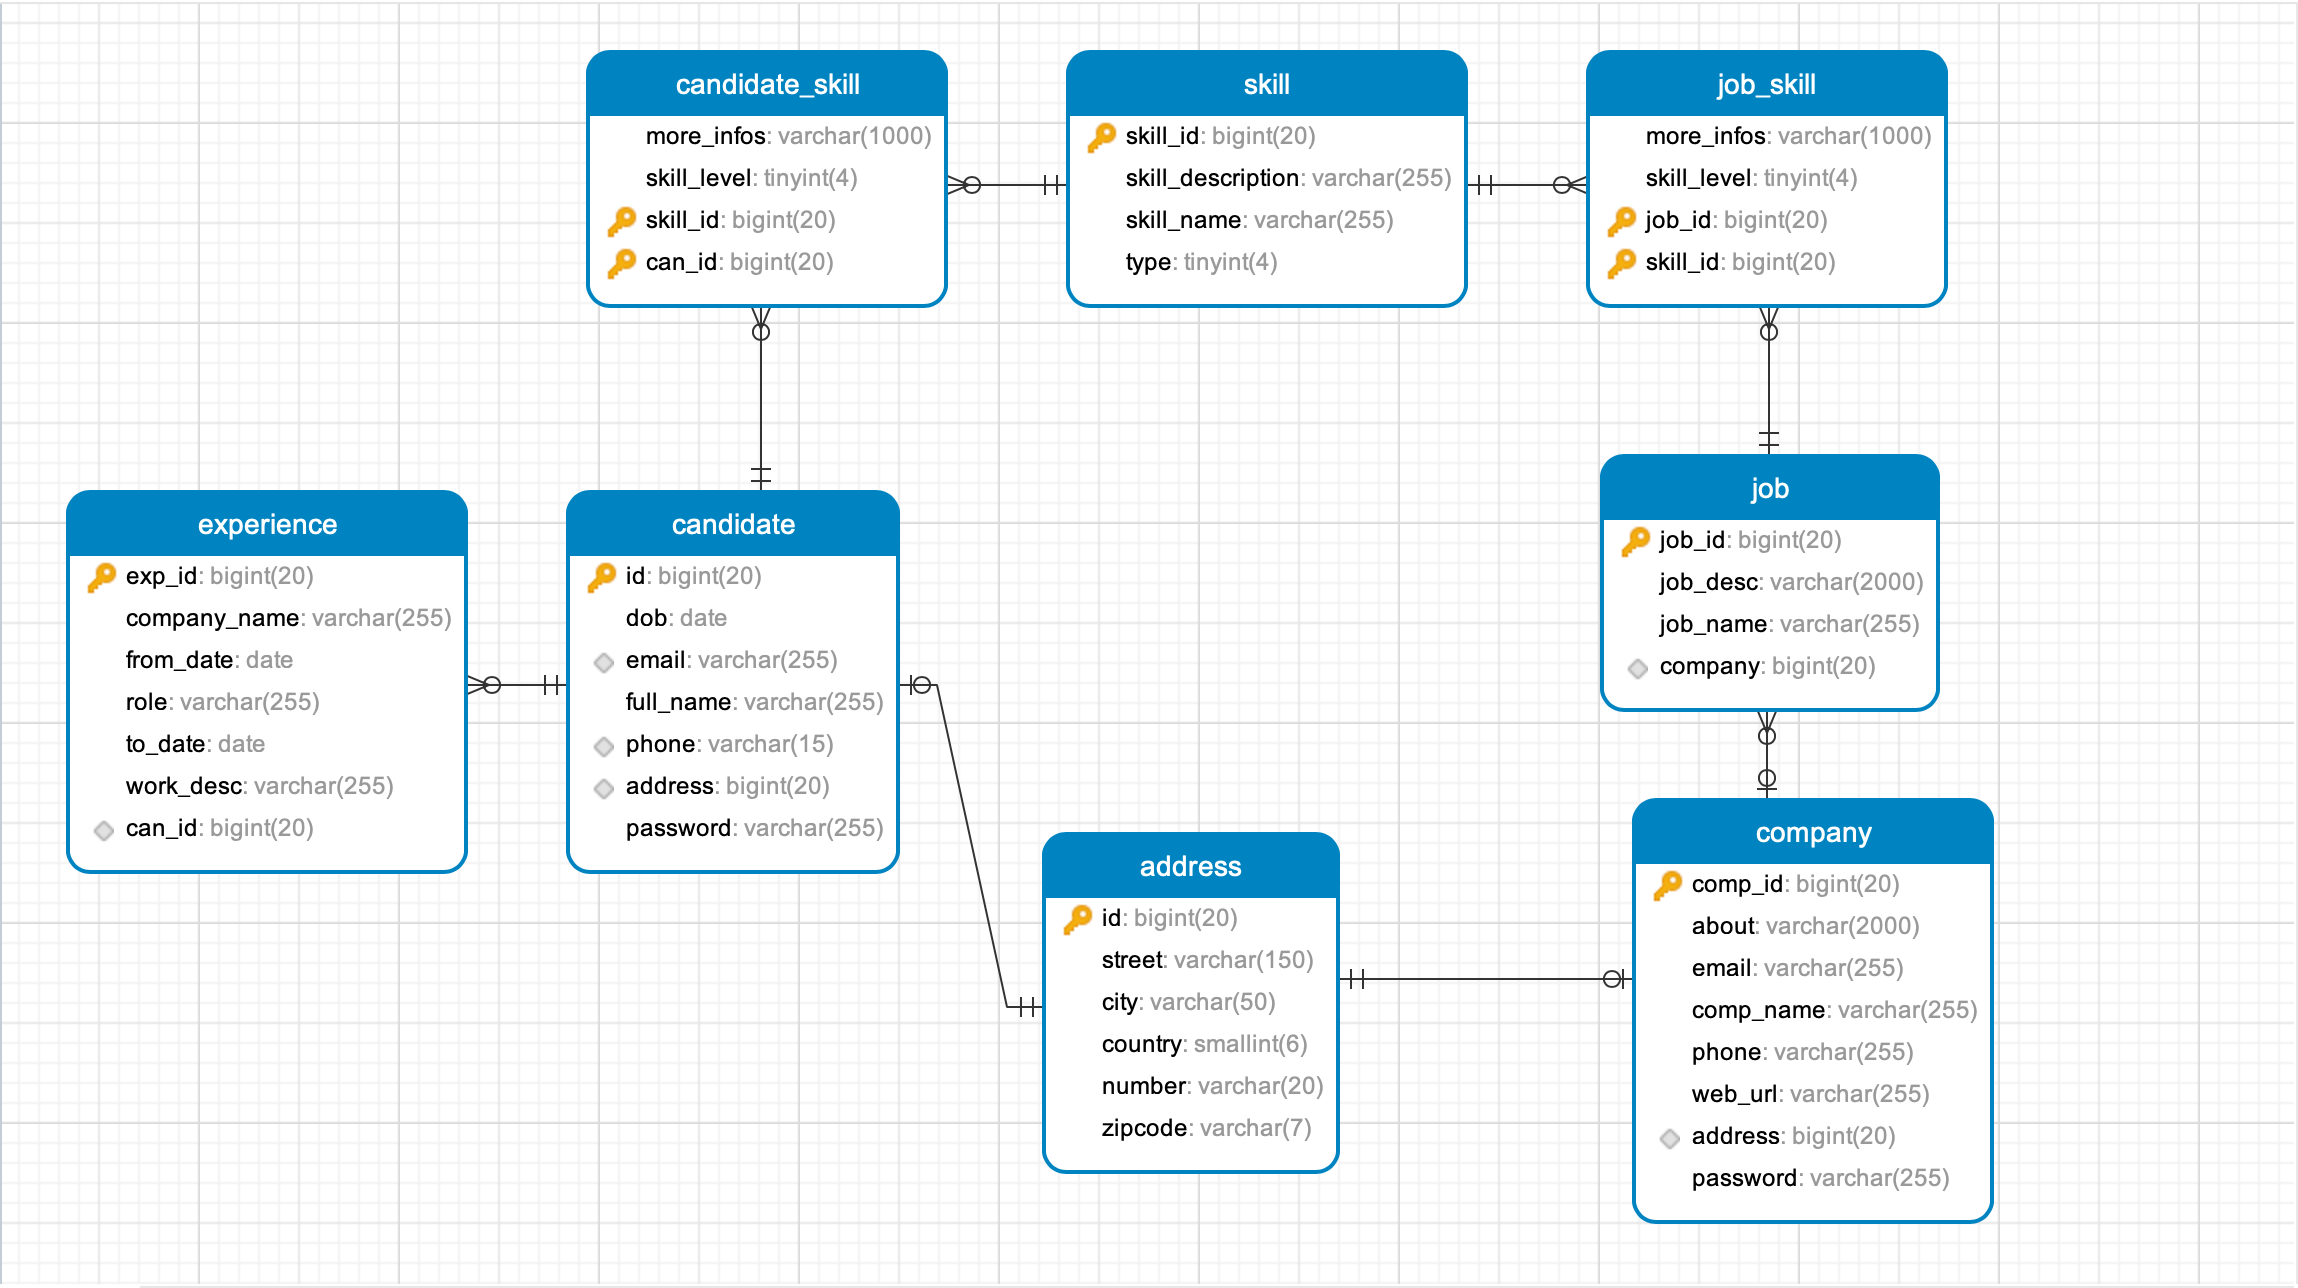 candidate_skill
more_infos: varchar(1000)
skill_level: tinyint(4)
skill_id: bigint(20)
can_id: bigint(20)
skill
skill_id: bigint(20)
skill_description: varchar(255)
skill_name: varchar(255)
type: tinyint(4)
job_skill
more_infos: varchar(1000)
skill_level: tinyint(4)
job_id: bigint(20)
skill_id: bigint(20)
experience
exp_id: bigint(20)
company_name: varchar(255)
from_date: date
role: varchar(255)
to_date: date
work_desc: varchar(255)
can_id: bigint(20)
candidate
id: bigint(20)
dob: date
email: varchar(255)
full_name: varchar(255)
phone: varchar(15)
address: bigint(20)
password: varchar(255)
job
job_id: bigint(20)
job_desc: varchar(2000)
job_name: varchar(255)
company: bigint(20)
address
id: bigint(20)
street: varchar(150)
city: varchar(50)
country: smallint(6)
number: varchar(20)
zipcode: varchar(7)
company
comp_id: bigint(20)
about: varchar(2000)
email: varchar(255)
comp_name: varchar(255)
phone: varchar(255)
web_url: varchar(255)
address: bigint(20)
password: varchar(255)